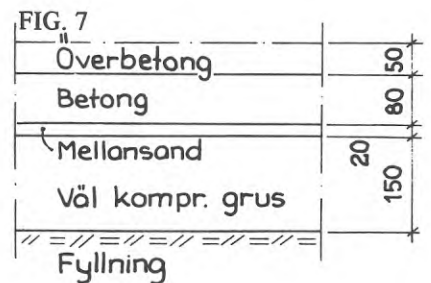 FIG. 7
Överbetong
50
Betong
80
Mellansand
20
Väl kompr. grus
150
Fyllning